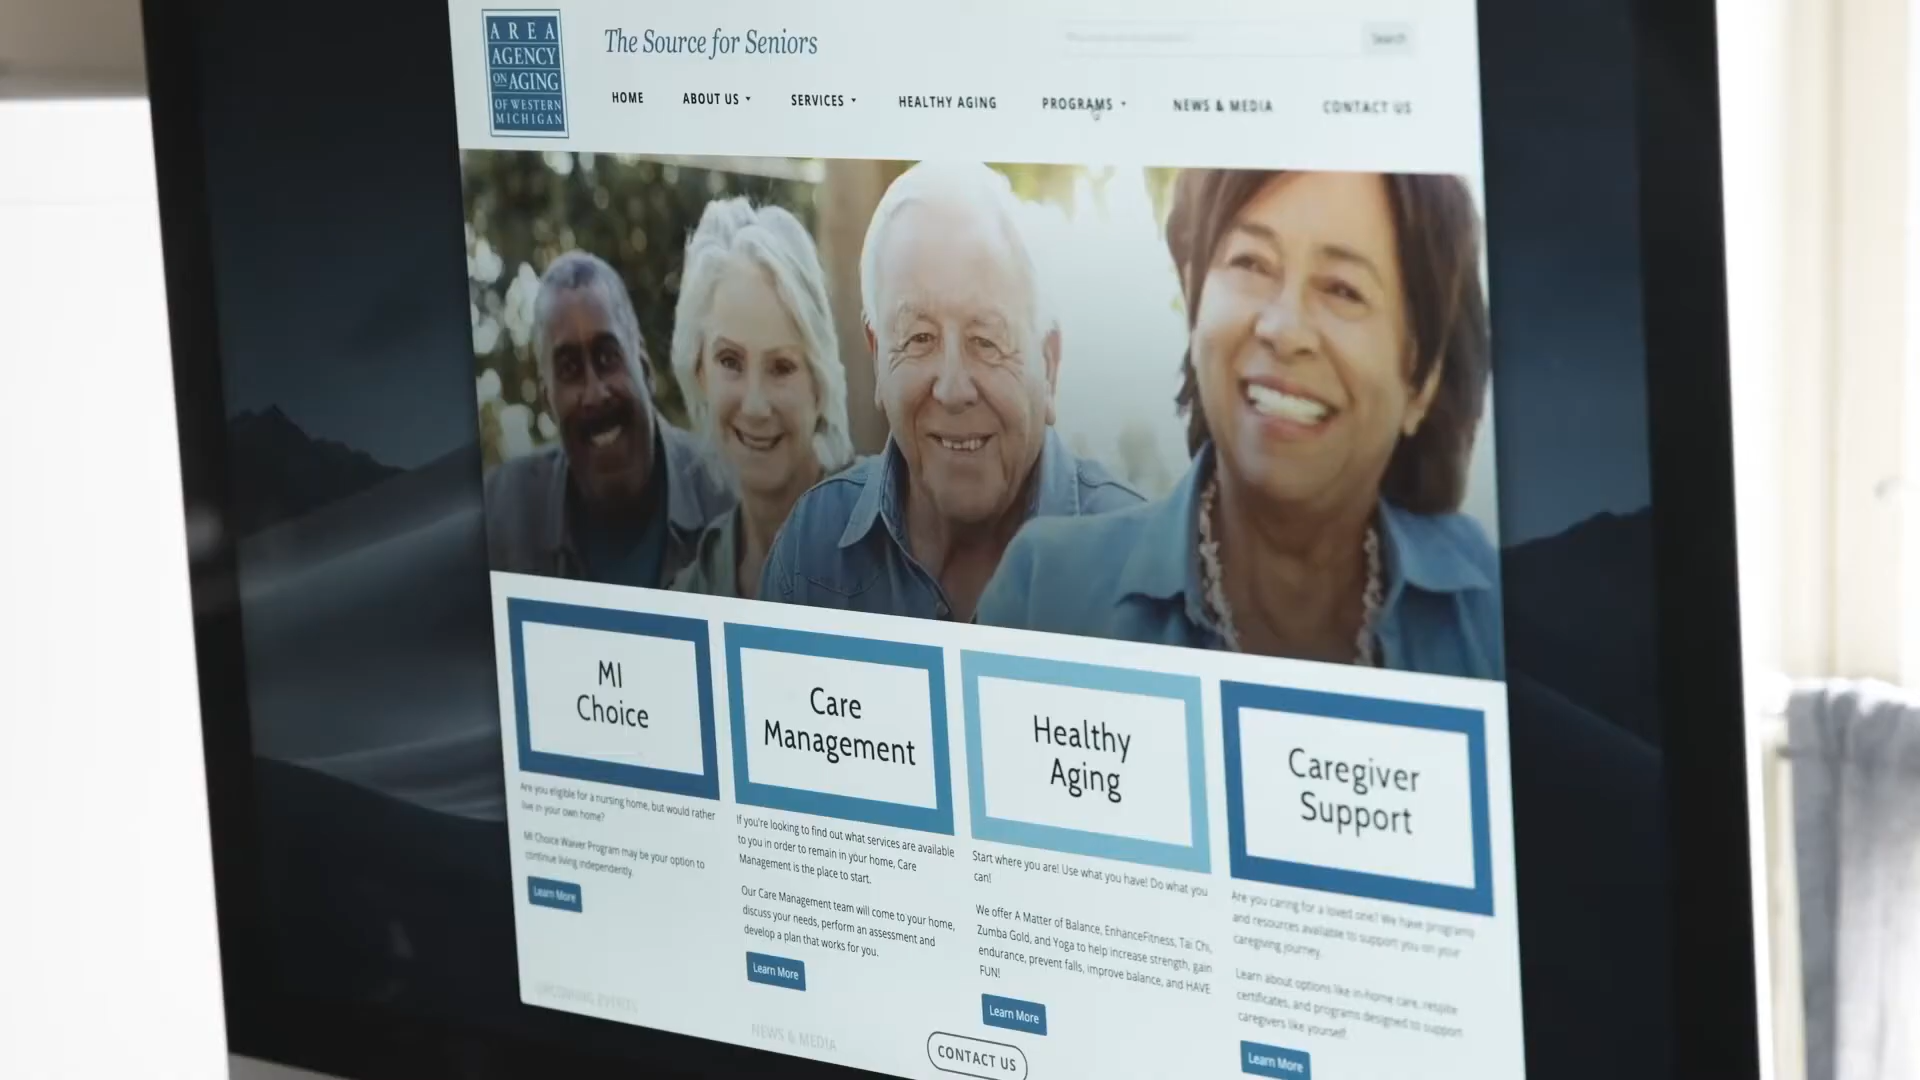 AREA
AGENCY
ON AGING
OF WESTERN
MICHIGAN
The Source for Seniors
Search
HOME
ABOUT US
SERVICES
HEALTHY AGING
PROGRAMS
NEWS & MEDIA
CONTACT US
MI
Choice
Are you eligible for a nursing home, but would rather
live in your own home?
MI Choice Waiver Program may be your option to
continue living independently.
Learn More
Care
Management
If you're looking to find out what services are available
to you in order to remain in your home, Care
Management is the place to start.
Our Care Management team will come to your home,
discuss your needs, perform an assessment and
develop a plan that works for you.
Learn More
Healthy
Aging
Start where you are! Use what you have! Do what you
can!
We offer A Matter of Balance, EnhanceFitness, Tai Chi,
Zumba Gold, and Yoga to help increase strength, gain
endurance, prevent falls, improve balance, and HAVE
FUN!
Learn More
Caregiver
Support
Are you caring for a loved one? We have programs
and resources available to support you on your
caregiving journey.
Learn about options like in-home care, respite
certificates, and programs designed to support
caregivers like yourself.
Learn More
UPCOMING EVENTS
NEWS & MEDIA
CONTACT US